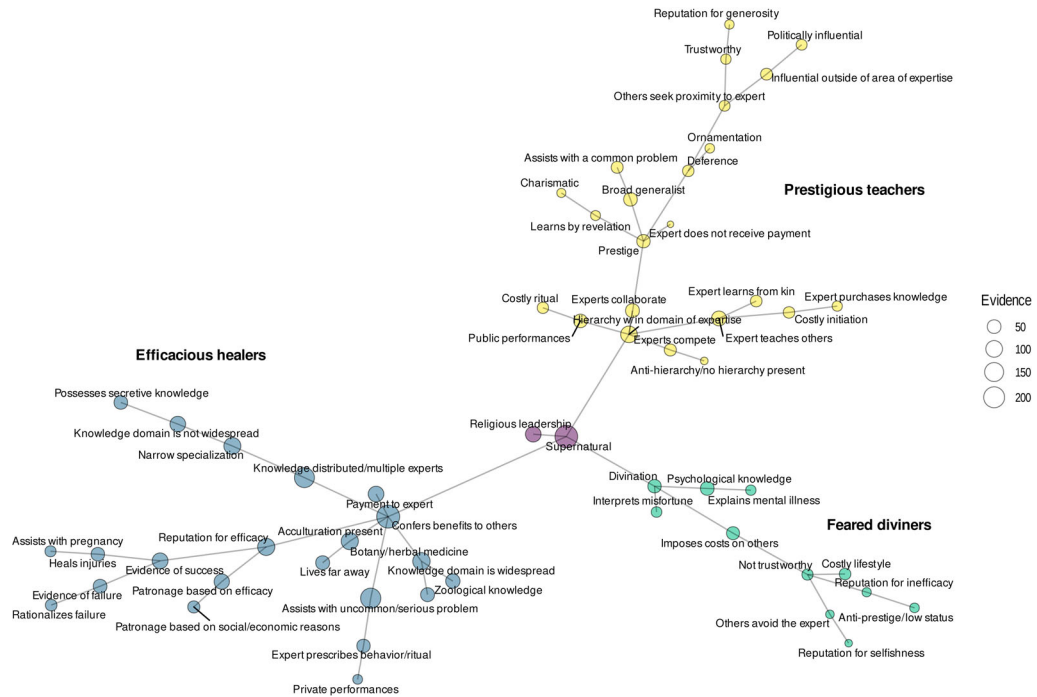 Reputation for generosity
Politically influential
Trustworthy
Influential outside of area of expertise
Others seek proximity to expert
Ornamentation
Deference
Assists with a common problem
Charismatic
Broad generalist
Learns by revelation
Expert does not receive payment
Prestige
Prestigious teachers
Costly ritual
Experts collaborate
Expert learns from kin
Expert purchases knowledge
Hierarchy w/in domain of expertise
Costly initiation
Public performances
Experts compete
Expert teaches others
Anti-hierarchy/no hierarchy present
Evidence
50
100
150
200
Efficacious healers
Possesses secretive knowledge
Knowledge domain is not widespread
Narrow specialization
Knowledge distributed/multiple experts
Religious leadership
Supernatural
Payment to expert
Confers benefits to others
Acculturation present
Reputation for efficacy
Botany/herbal medicine
Assists with pregnancy
Heals injuries
Evidence of success
Lives far away
Knowledge domain is widespread
Zoological knowledge
Evidence of failure
Patronage based on efficacy
Rationalizes failure
Assists with uncommon/serious problem
Patronage based on social/economic reasons
Expert prescribes behavior/ritual
Private performances
Divination
Psychological knowledge
Interprets misfortune
Explains mental illness
Feared diviners
Imposes costs on others
Not trustworthy
Costly lifestyle
Reputation for inefficacy
Others avoid the expert
Anti-prestige/low status
Reputation for selfishness